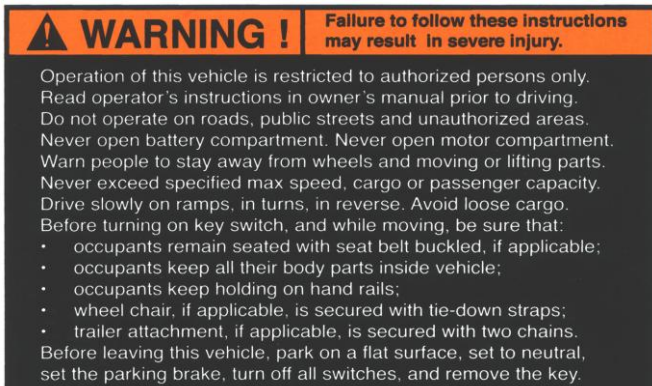 WARNING !
Failure to follow these instructions
may result in severe injury.
Operation of this vehicle is restricted to authorized persons only.
Read operator's instructions in owner's manual prior to driving.
Do not operate on roads, public streets and unauthorized areas.
Never open battery compartment. Never open motor compartment.
Warn people to stay away from wheels and moving or lifting parts.
Never exceed specified max speed, cargo or passenger capacity.
Drive slowly on ramps, in turns, in reverse. Avoid loose cargo.
Before turning on key switch, and while moving, be sure that:
• occupants remain seated with seat belt buckled, if applicable;
• occupants keep all their body parts inside vehicle;
• occupants keep holding on hand rails;
• wheel chair, if applicable, is secured with tie-down straps;
• trailer attachment, if applicable, is secured with two chains.
Before leaving this vehicle, park on a flat surface, set to neutral,
set the parking brake, turn off all switches, and remove the key.